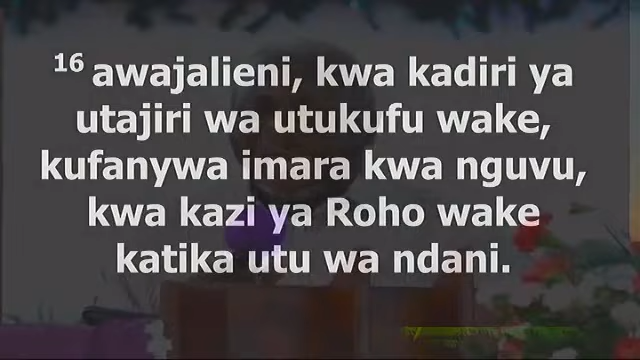 16 awajalieni, kwa kadiri ya
utajiri wa utukufu wake,
kufanywa imara kwa nguvu,
kwa kazi ya Roho wake
katika utu wa ndani.